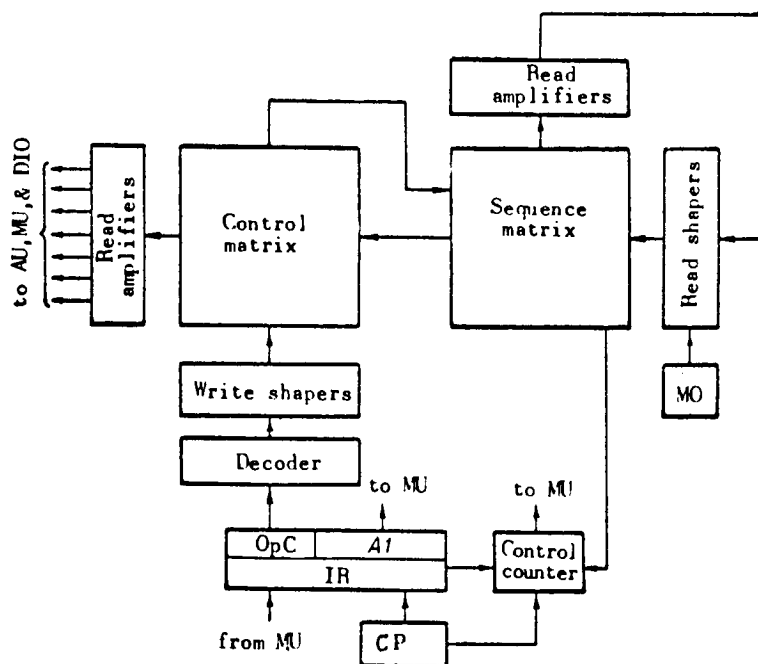 Read
amplifiers
to AU, MU, & DIO
Read
amplifiers
Control
matrix
Sequence
matrix
Read shapers
MO
Write shapers
Decoder
to MU
to MU
OpC
A1
IR
Control
counter
from MU
CP